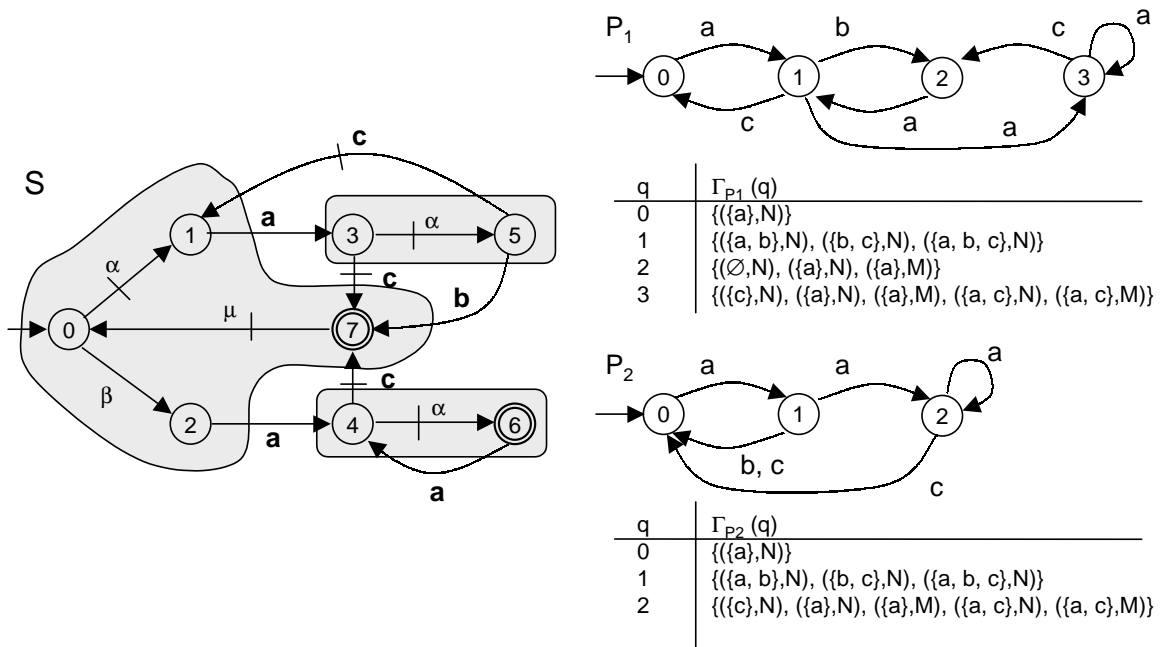 S
0
1
2
3
4
5
6
7
α
β
a
a
α
c
c
b
μ
c
α
a
P1
0
1
2
3
a
b
c
a
c
a
a
q ΓP1 (q)
0 {({a},N)}
1 {({a, b},N), ({b, c},N), ({a, b, c},N)}
2 {(∅,N), ({a},N), ({a},M)}
3 {({c},N), ({a},N), ({a},M), ({a, c},N), ({a, c},M)}
P2
0
1
2
a
a
a
b, c
c
q ΓP2 (q)
0 {({a},N)}
1 {({a, b},N), ({b, c},N), ({a, b, c},N)}
2 {({c},N), ({a},N), ({a},M), ({a, c},N), ({a, c},M)}